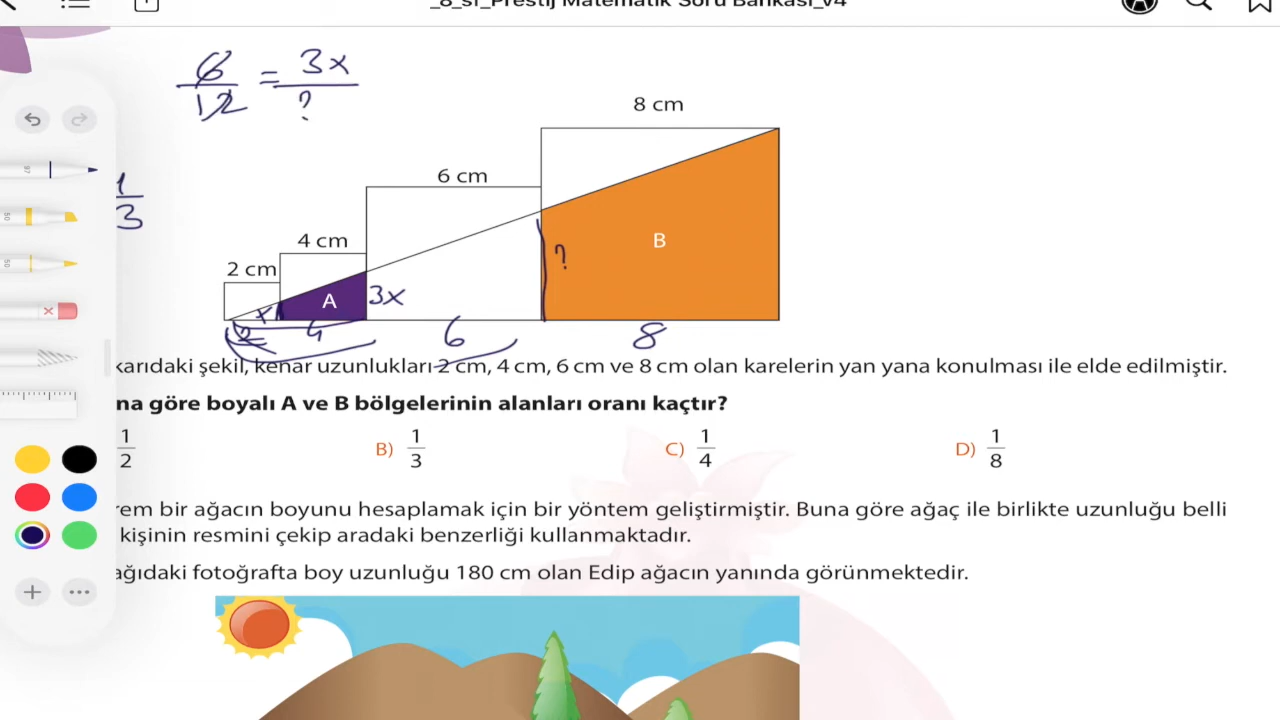 _8_sf_Prestij Matematik Soru Bankası_v4
6/12 = 3x/?
1/3
8 cm
6 cm
4 cm
2 cm
A
B
?
3x
x
2
4
6
8
karıdaki şekil, kenar uzunlukları 2 cm, 4 cm, 6 cm ve 8 cm olan karelerin yan yana konulması ile elde edilmiştir.
na göre boyalı A ve B bölgelerinin alanları oranı kaçtır?
1/2 B) 1/3 C) 1/4 D) 1/8
rem bir ağacın boyunu hesaplamak için bir yöntem geliştirmiştir. Buna göre ağaç ile birlikte uzunluğu belli
kişinin resmini çekip aradaki benzerliği kullanmaktadır.
ağıdaki fotoğrafta boy uzunluğu 180 cm olan Edip ağacın yanında görünmektedir.